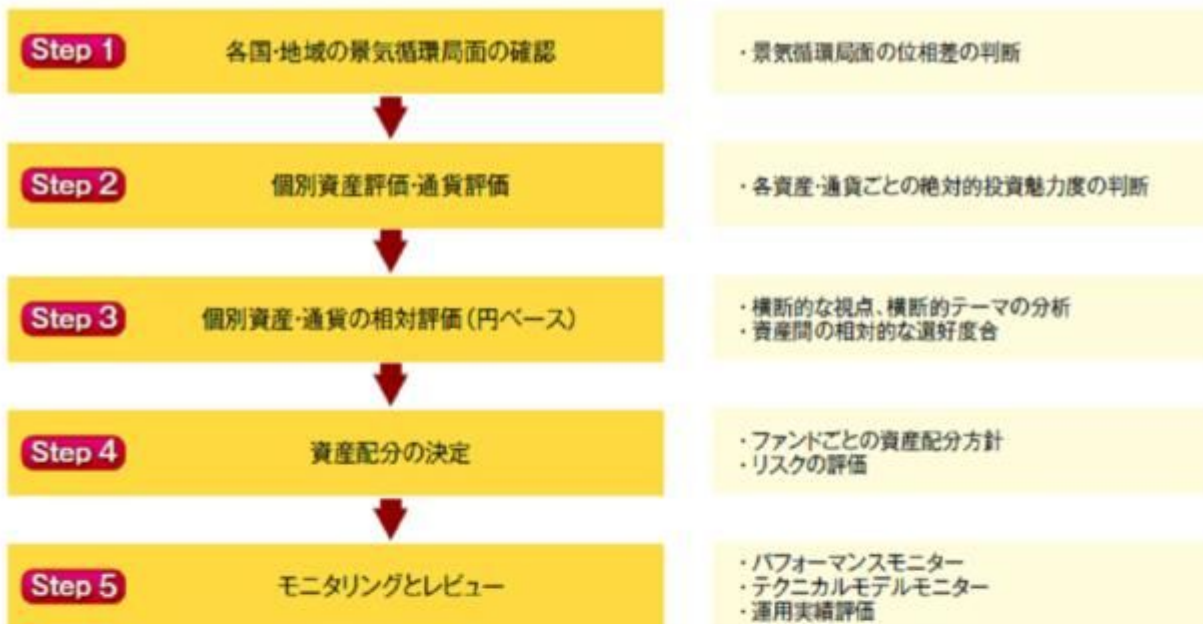 Step 1 各国・地域の景気循環局面の確認
・景気循環局面の位相差の判断
Step 2 個別資産評価・通貨評価
・各資産・通貨ごとの絶対的投資魅力度の判断
Step 3 個別資産・通貨の相対評価(円ベース)
・横断的な視点、横断的テーマの分析
・資産間の相対的な選好度合
Step 4 資産配分の決定
・ファンドごとの資産配分方針
・リスクの評価
Step 5 モニタリングとレビュー
・パフォーマンスモニター
・テクニカルモデルモニター
・運用実績評価